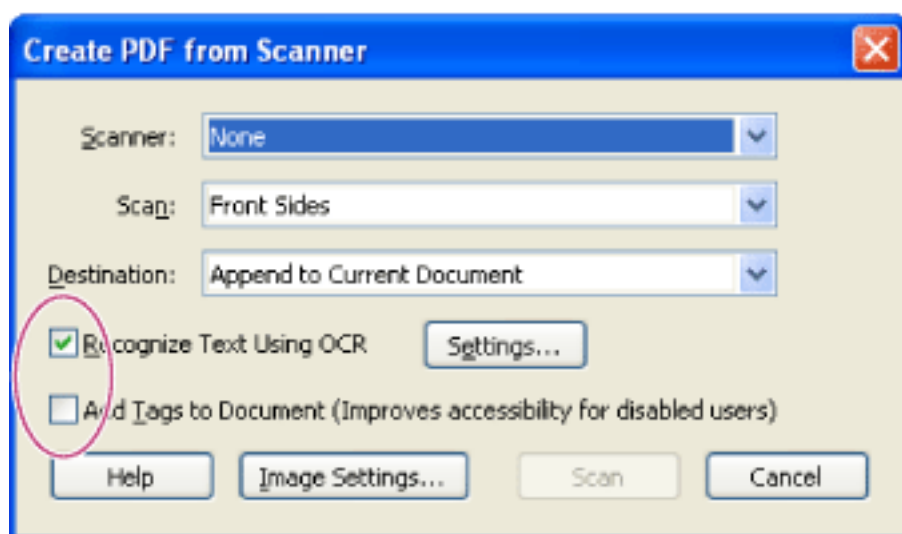 Create PDF from Scanner
Scanner: None
Scan: Front Sides
Destination: Append to Current Document
Recognize Text Using OCR Settings...
Add Tags to Document (Improves accessibility for disabled users)
Help Image Settings... Scan Cancel